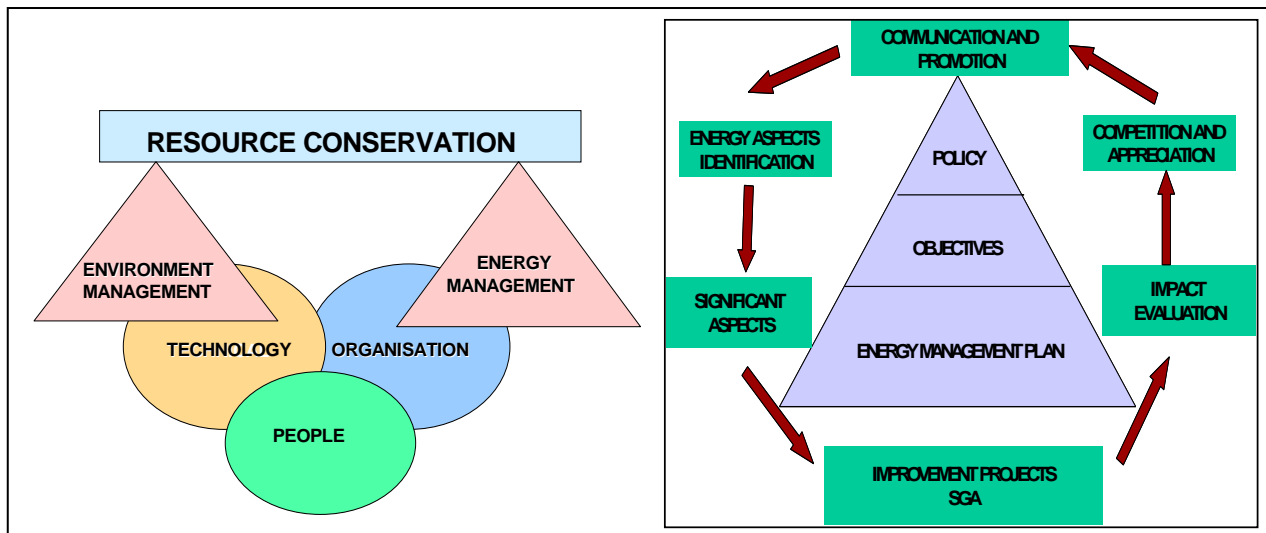 RESOURCE CONSERVATION
ENVIRONMENT
MANAGEMENT
ENERGY
MANAGEMENT
TECHNOLOGY
ORGANISATION
PEOPLE
COMMUNICATION AND
PROMOTION
ENERGY ASPECTS
IDENTIFICATION
COMPETITION AND
APPRECIATION
POLICY
OBJECTIVES
SIGNIFICANT
ASPECTS
IMPACT
EVALUATION
ENERGY MANAGEMENT PLAN
IMPROVEMENT PROJECTS
SGA